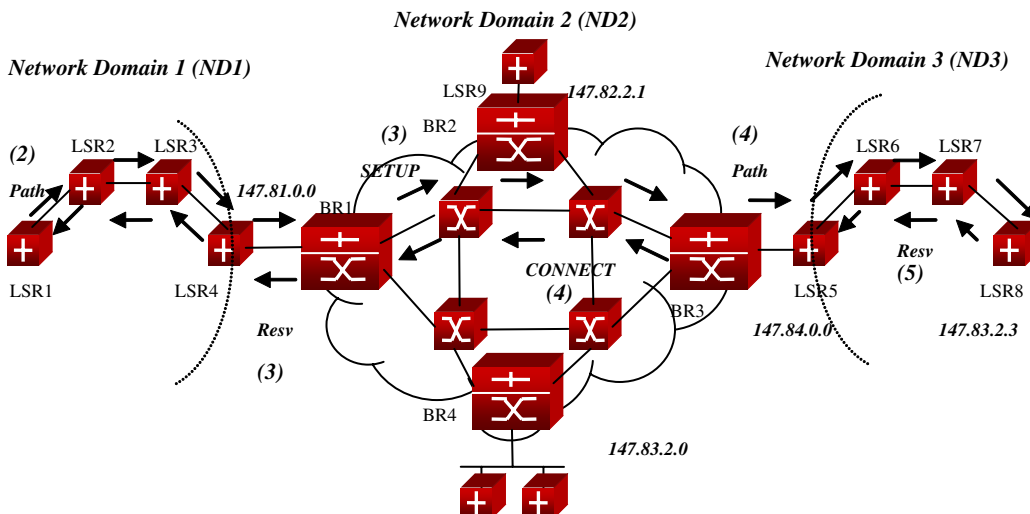 Network Domain 2 (ND2)
Network Domain 1 (ND1)
Network Domain 3 (ND3)
LSR9
147.82.2.1
(2)
LSR2
LSR3
(3)
BR2
(4)
LSR6
LSR7
Path
SETUP
Path
147.81.0.0
BR1
CONNECT
(4)
Resv
(5)
LSR1
LSR4
BR3
LSR5
LSR8
Resv
(3)
147.84.0.0
147.83.2.3
BR4
147.83.2.0